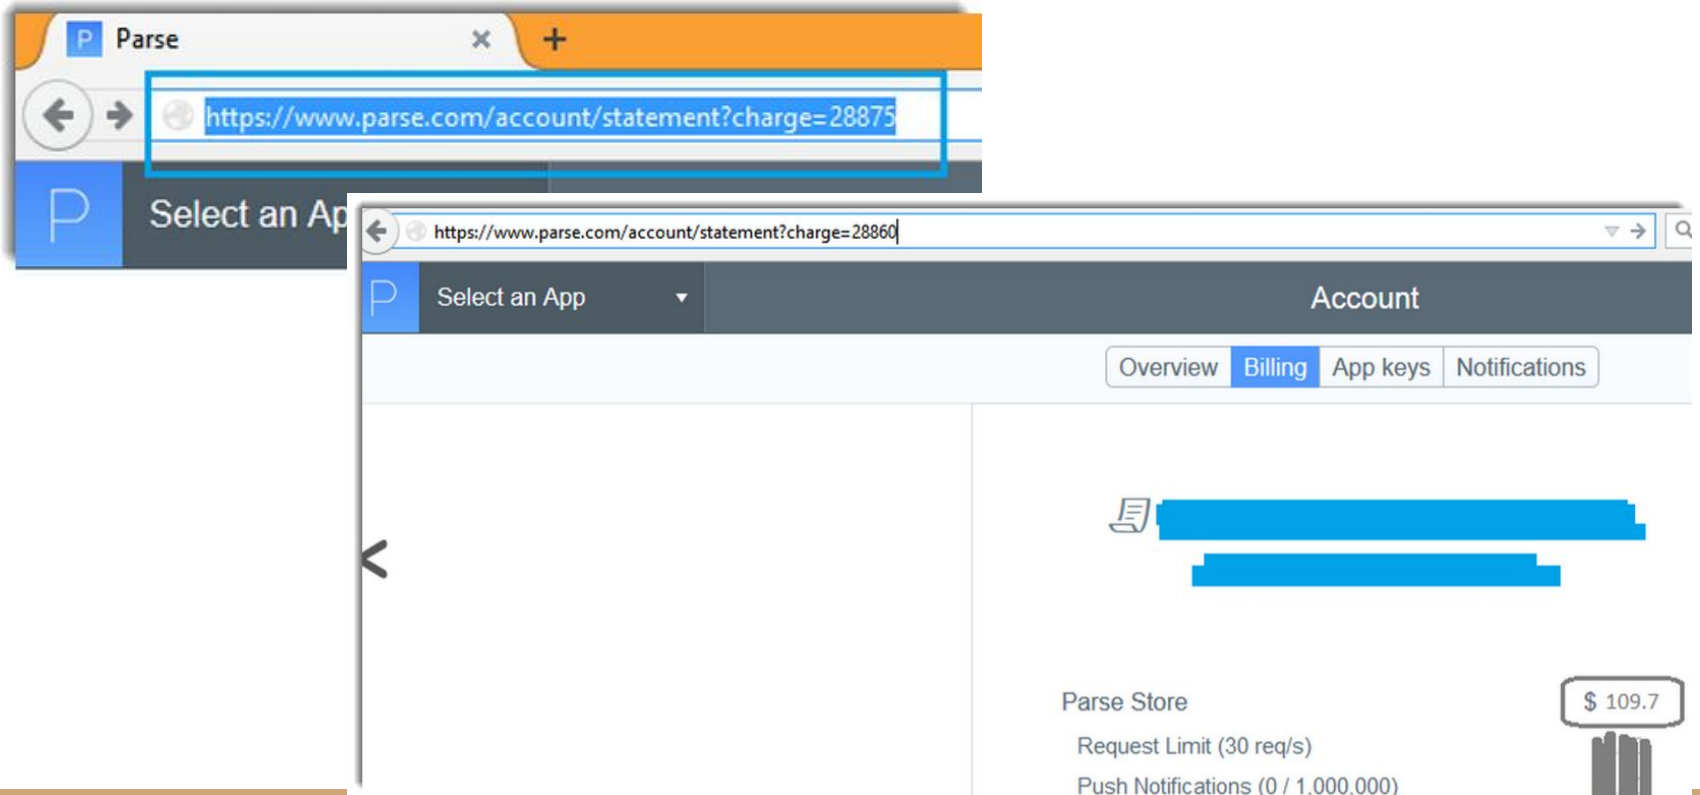 P Parse
https://www.parse.com/account/statement?charge=28875
P Select an Ap
https://www.parse.com/account/statement?charge=28860
P Select an App Account
Overview Billing App keys Notifications
Parse Store $ 109.7
Request Limit (30 req/s)
Push Notifications (0 / 1,000,000)